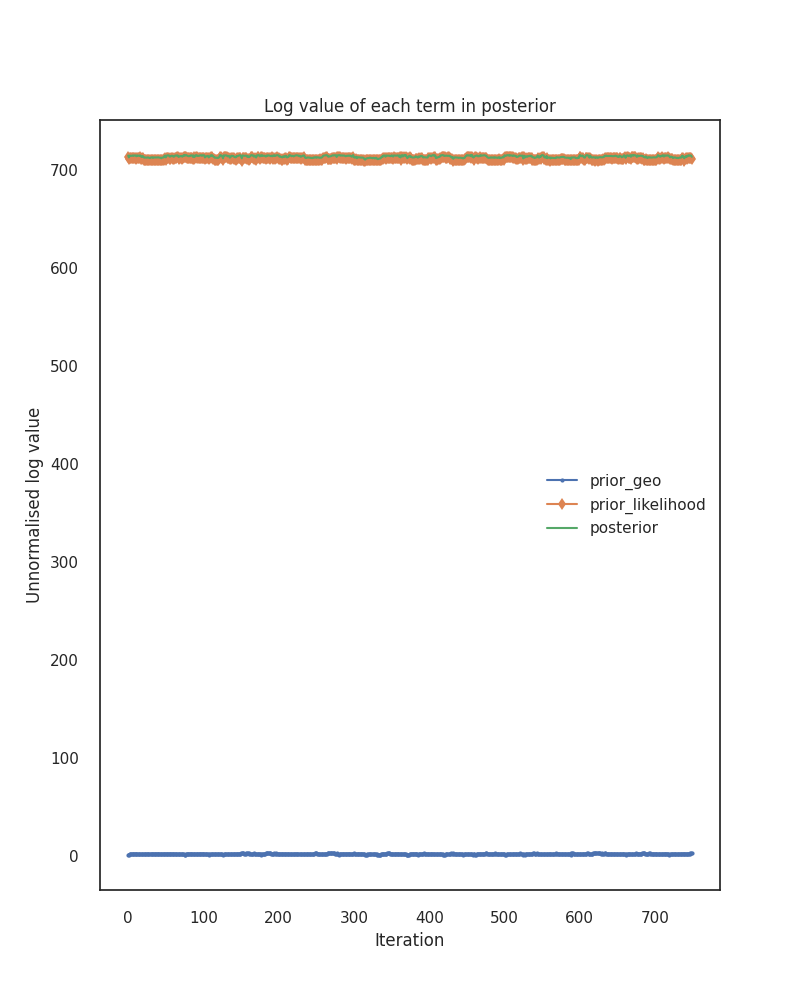 Log value of each term in posterior
Unnormalised log value
700
600
500
400
300
200
100
0
prior_geo
prior_likelihood
posterior
0 100 200 300 400 500 600 700
Iteration